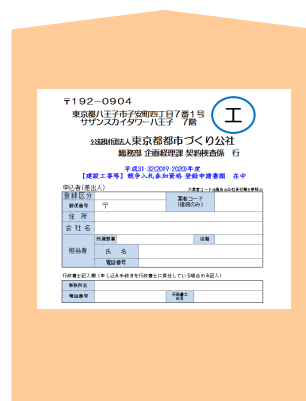 〒192-0904
東京都八王子市子安町四丁目7番1号
サザンスカイタワー八王子 7階
工
公益財団法人東京都都市づくり公社
総務部 企画経理課 契約検査係 行
平成31・32(2019・2020)年度
【建設工事等】競争入札参加資格 登録申請書類 在中
申込者(差出人)
登録区分
業者コード
(継続のみ)
郵便番号 〒
住 所
会 社 名
担当者
所属部署
役職
氏 名
電話番号
行政書士記入欄(申し込み手続きを行政書士に委任している場合のみ記入)
事務所名
電話番号
行政書士
氏名